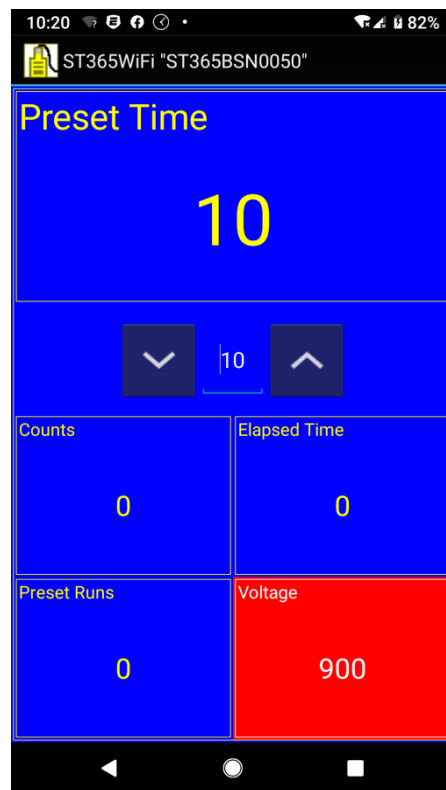 10:20 82%
ST365WiFi "ST365BSN0050"
Preset Time
10
10
Counts Elapsed Time
0 0
Preset Runs Voltage
0 900